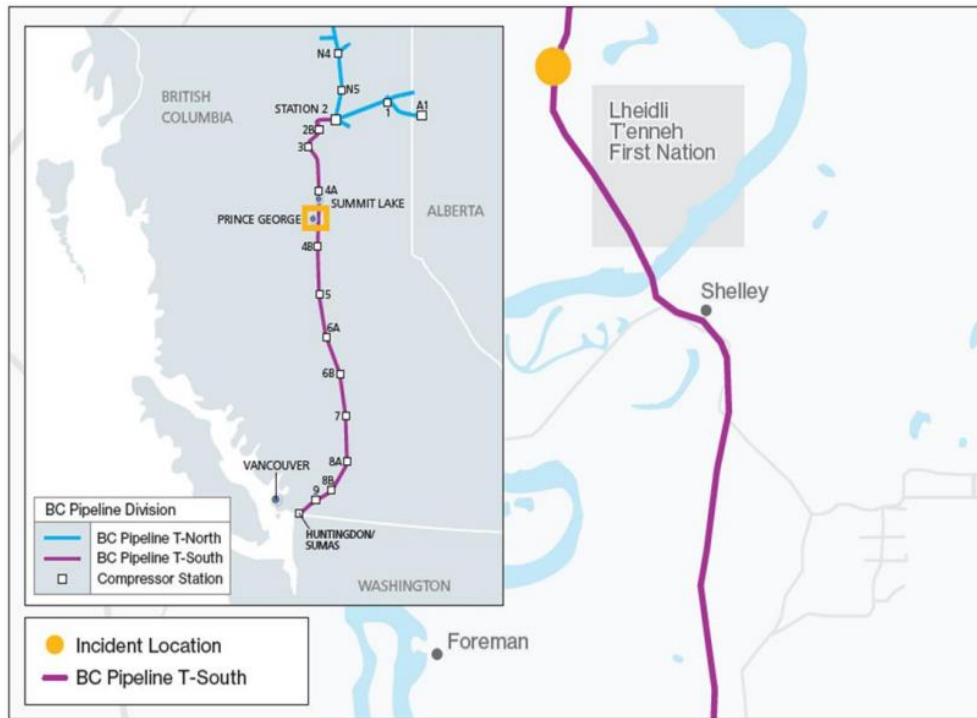 N4
BRITISH
COLUMBIA
N5
STATION 2
1
A1
2B
3
4A
SUMMIT LAKE
PRINCE GEORGE
ALBERTA
4B
5
6A
6B
7
8A
VANCOUVER
8B
9
HUNTINGDON/
SUMAS
WASHINGTON
BC Pipeline Division
BC Pipeline T-North
BC Pipeline T-South
Compressor Station
Lheidli
T'enneh
First Nation
Shelley
Foreman
Incident Location
BC Pipeline T-South